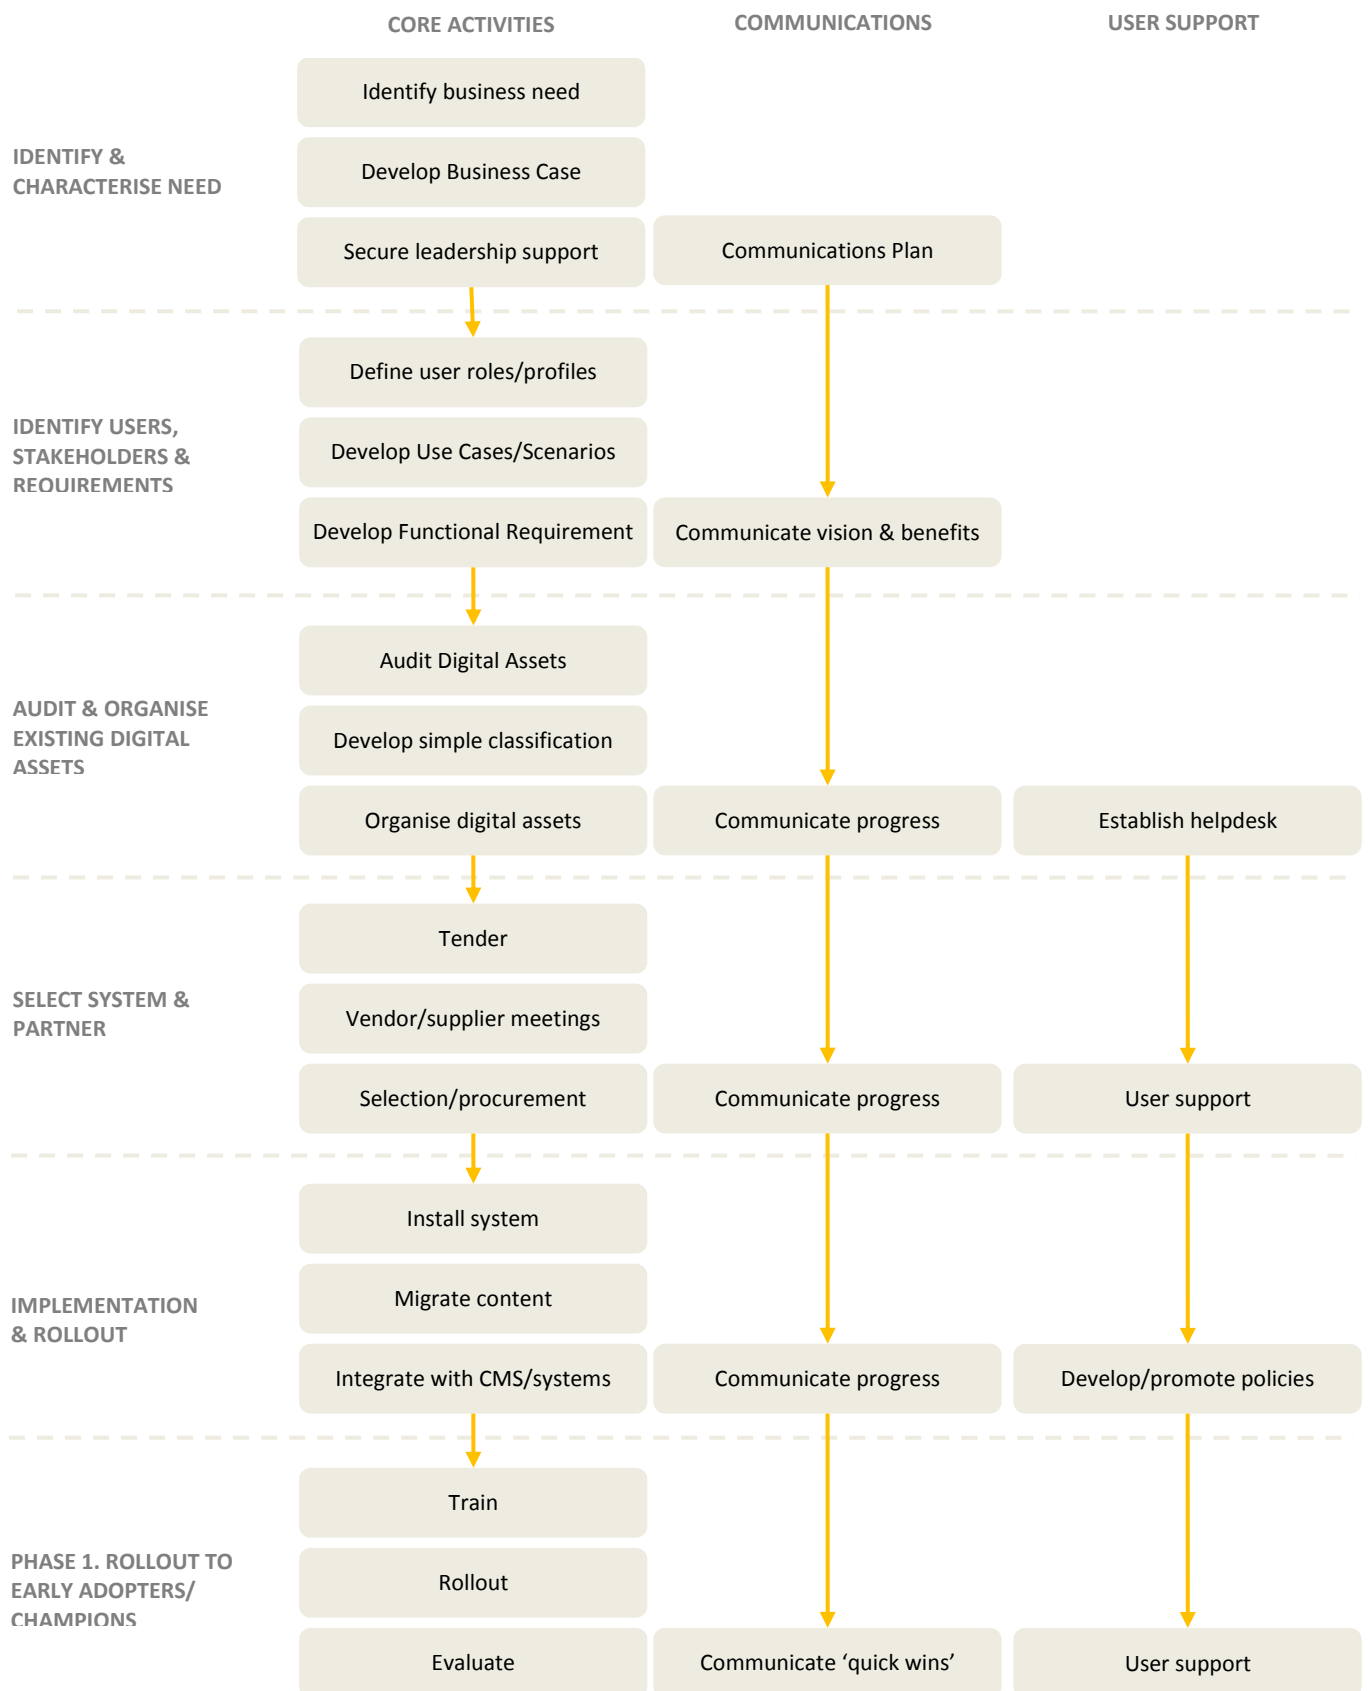 CORE ACTIVITIES
COMMUNICATIONS
USER SUPPORT
IDENTIFY &
CHARACTERISE NEED
Identify business need
Develop Business Case
Secure leadership support
Communications Plan
IDENTIFY USERS,
STAKEHOLDERS &
REQUIREMENTS
Define user roles/profiles
Develop Use Cases/Scenarios
Develop Functional Requirement
Communicate vision & benefits
AUDIT & ORGANISE
EXISTING DIGITAL
ASSETS
Audit Digital Assets
Develop simple classification
Organise digital assets
Communicate progress
Establish helpdesk
SELECT SYSTEM &
PARTNER
Tender
Vendor/supplier meetings
Selection/procurement
Communicate progress
User support
IMPLEMENTATION
& ROLLOUT
Install system
Migrate content
Integrate with CMS/systems
Communicate progress
Develop/promote policies
PHASE 1. ROLLOUT TO
EARLY ADOPTERS/
CHAMPIONS
Train
Rollout
Evaluate
Communicate ‘quick wins’
User support